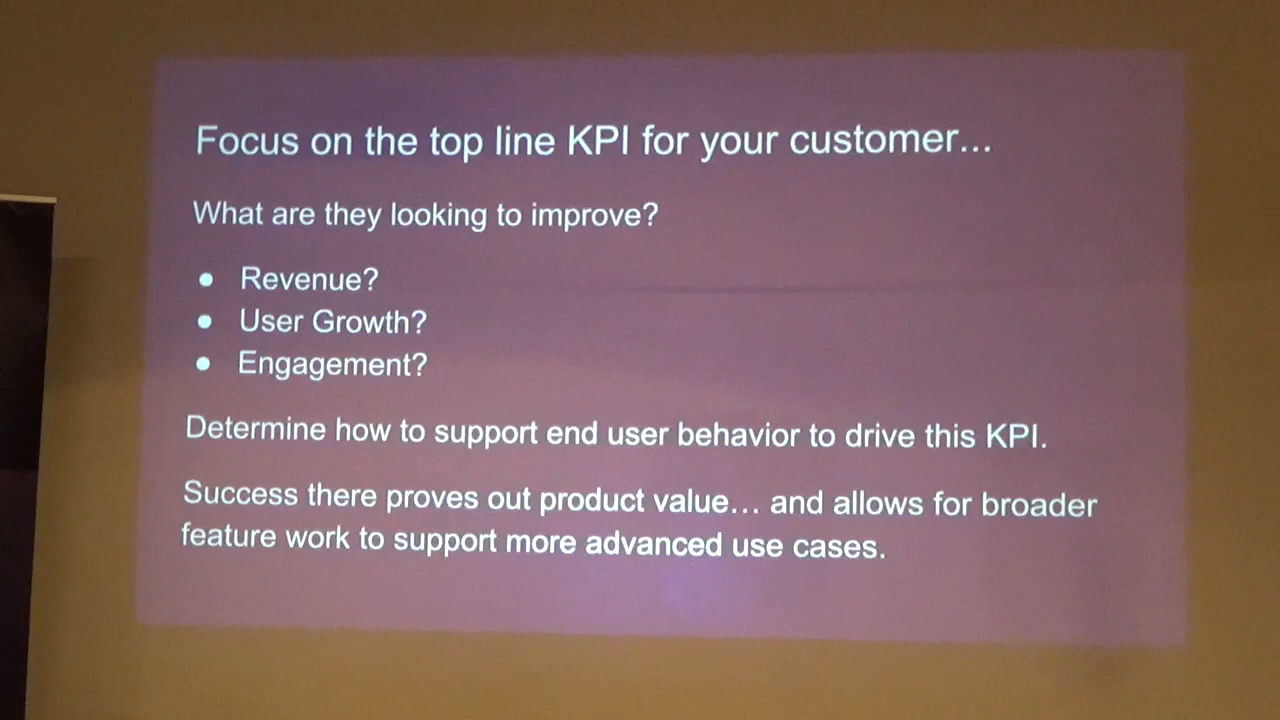 Focus on the top line KPI for your customer...
What are they looking to improve?
● Revenue?
● User Growth?
● Engagement?
Determine how to support end user behavior to drive this KPI.
Success there proves out product value... and allows for broader
feature work to support more advanced use cases.